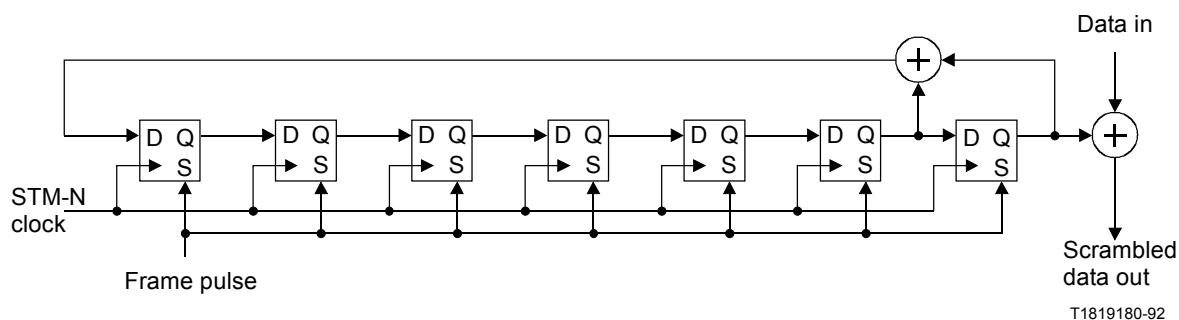 Data in
D Q
S
D Q
S
D Q
S
D Q
S
D Q
S
D Q
S
D Q
S
STM-N
clock
Frame pulse
Scrambled
data out
T1819180-92